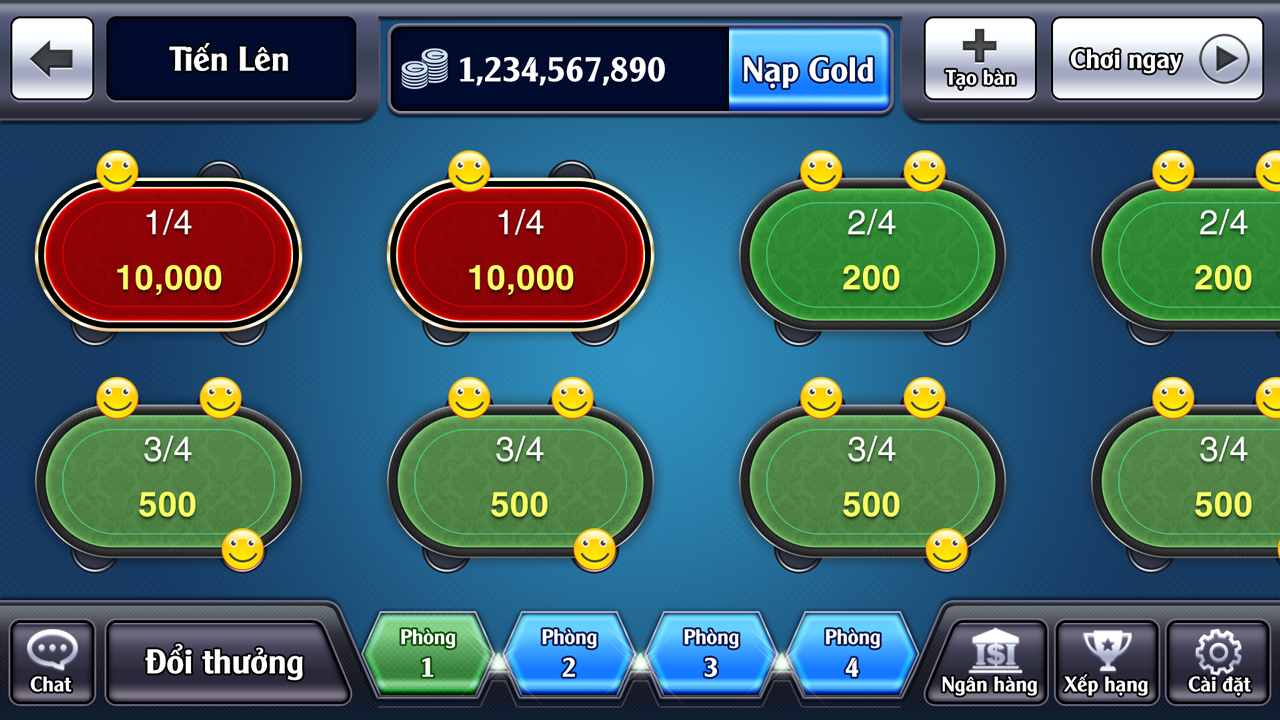 Tiến Lên
1,234,567,890
Nạp Gold
Tạo bàn
Chơi ngay
1/4
10,000
1/4
10,000
2/4
200
2/4
200
3/4
500
3/4
500
3/4
500
3/4
500
Chat
Đổi thưởng
Phòng
1
Phòng
2
Phòng
3
Phòng
4
Ngân hàng
Xếp hạng
Cài đặt